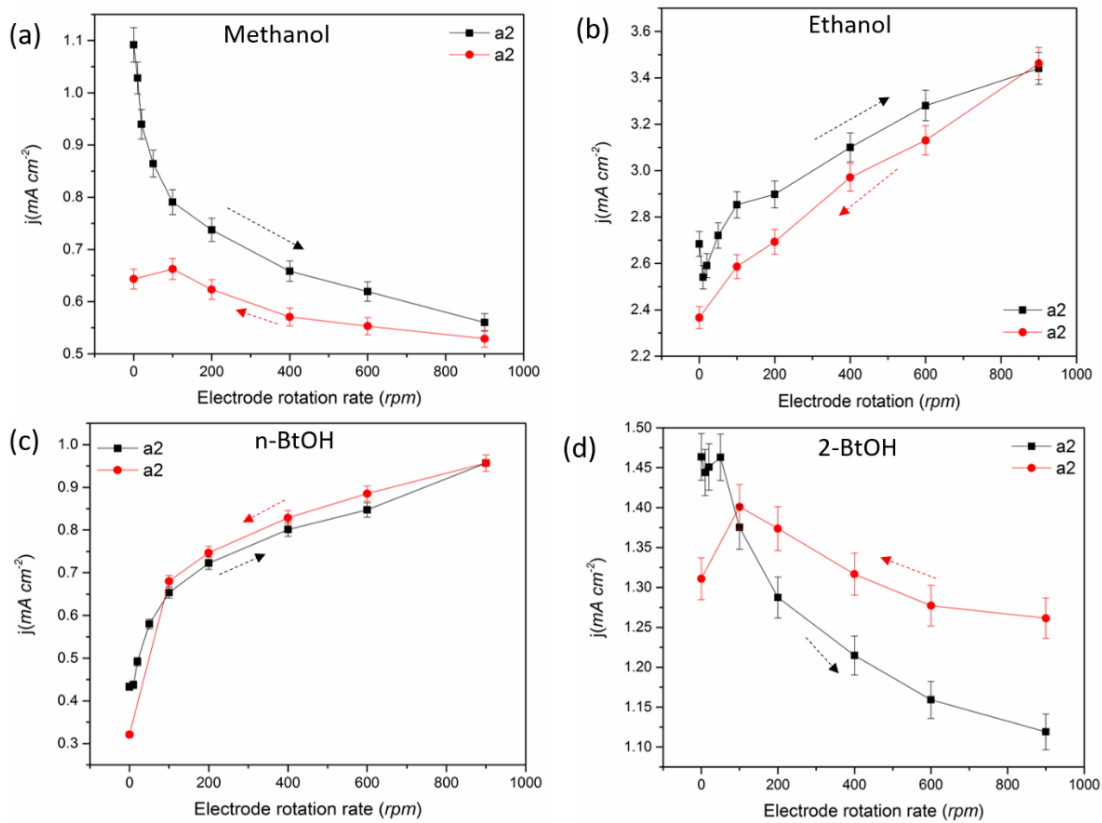 (a)
Methanol
a2
a2
1.1
1.0
0.9
0.8
0.7
0.6
0.5
j(mA cm-2)
0 200 400 600 800 1000
Electrode rotation rate (rpm)
(b)
Ethanol
a2
a2
3.4
3.2
3.0
2.8
2.6
2.4
2.2
j(mA cm-2)
0 200 400 600 800 1000
Electrode rotation (rpm)
(c)
n-BtOH
a2
a2
1.0
0.9
0.8
0.7
0.6
0.5
0.4
0.3
j(mA cm-2)
0 200 400 600 800 1000
Electrode rotation rate (rpm)
(d)
2-BtOH
a2
a2
1.50
1.45
1.40
1.35
1.30
1.25
1.20
1.15
1.10
j(mA cm-2)
0 200 400 600 800 1000
Electrode rotation rate (rpm)